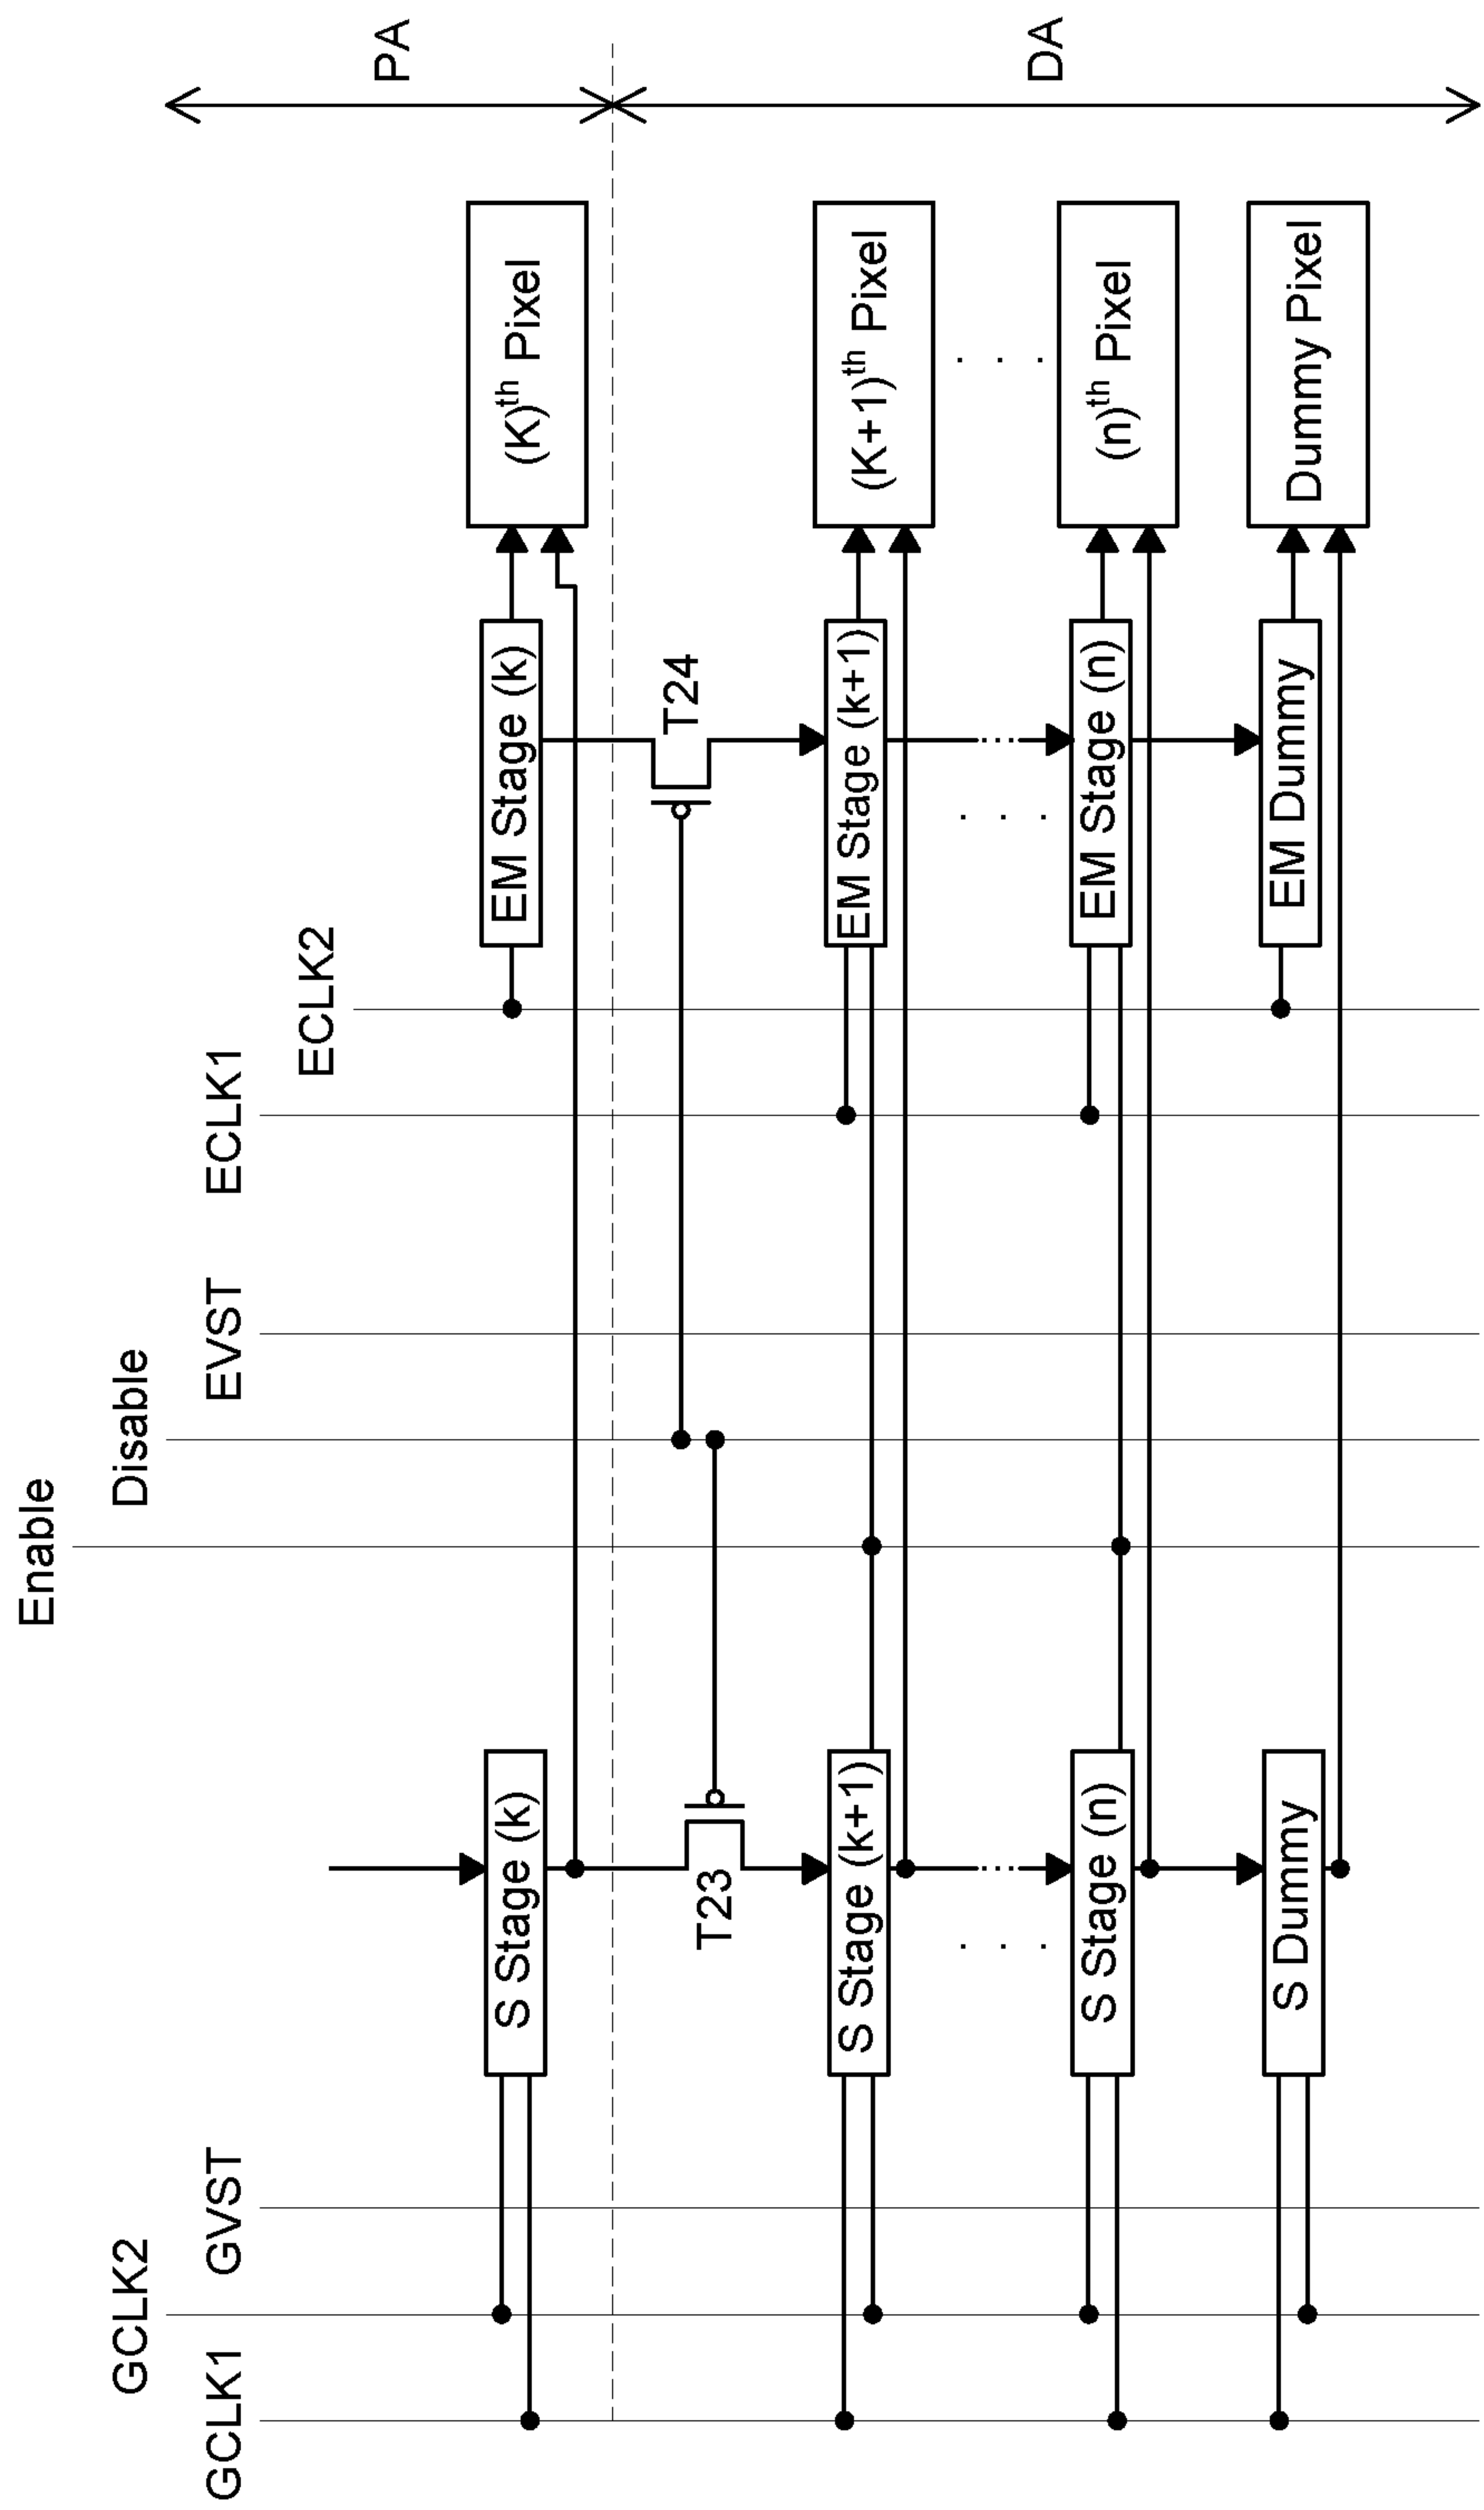 Enable
GCLK2
Disable
GCLK1
GVST
EVST
ECLK1
ECLK2
PA
S Stage (k)
EM Stage (k)
(K)th Pixel
T23
T24
DA
S Stage (k+1)
EM Stage (k+1)
(K+1)th Pixel
. . .
. . .
. . .
S Stage (n)
EM Stage (n)
(n)th Pixel
S Dummy
EM Dummy
Dummy Pixel